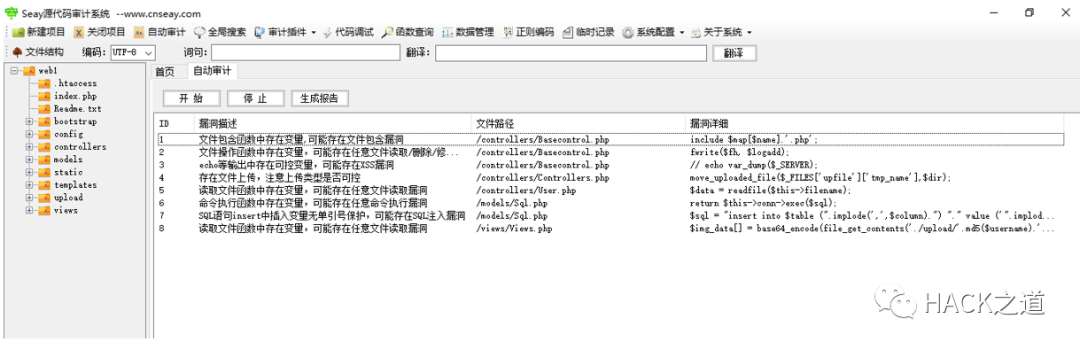 Seay源代码审计系统 --www.cnseay.com
新建项目 关闭项目 自动审计 全局搜索 审计插件 代码调试 函数查询 数据管理 正则编码 临时记录 系统配置 关于系统
文件结构 编码: UTF-8 词句: 翻译: 翻译
web1
.htaccess
index.php
Readme.txt
bootstrap
config
controllers
models
static
templates
upload
views
首页 自动审计
开 始 停 止 生成报告
ID 漏洞描述 文件路径 漏洞详细
1 文件包含函数中存在变量,可能存在文件包含漏洞 /controllers/Basecontrol.php include $map[$name].'.php';
2 文件操作函数中存在变量，可能存在任意文件读取/删除/修... /controllers/Basecontrol.php fwrite($fh, $logadd);
3 echo等输出中存在可控变量，可能存在XSS漏洞 /controllers/Basecontrol.php // echo var_dump($_SERVER);
4 存在文件上传，注意上传类型是否可控 /controllers/Controllers.php move_uploaded_file($_FILES['upfile']['tmp_name'],$dir);
5 读取文件函数中存在变量，可能存在任意文件读取漏洞 /controllers/User.php $data = readfile($this->filename);
6 命令执行函数中存在变量，可能存在任意命令执行漏洞 /models/Sql.php return $this->conn->exec($sql);
7 SQL语句insert中插入变量无单引号保护，可能存在SQL注入漏洞 /models/Sql.php $sql = "insert into $table (".implode(',',$column).") "." value ('".implod...
8 读取文件函数中存在变量，可能存在任意文件读取漏洞 /views/Views.php $img_data[] = base64_encode(file_get_contents('./upload/'.md5($username).'...
HACK之道